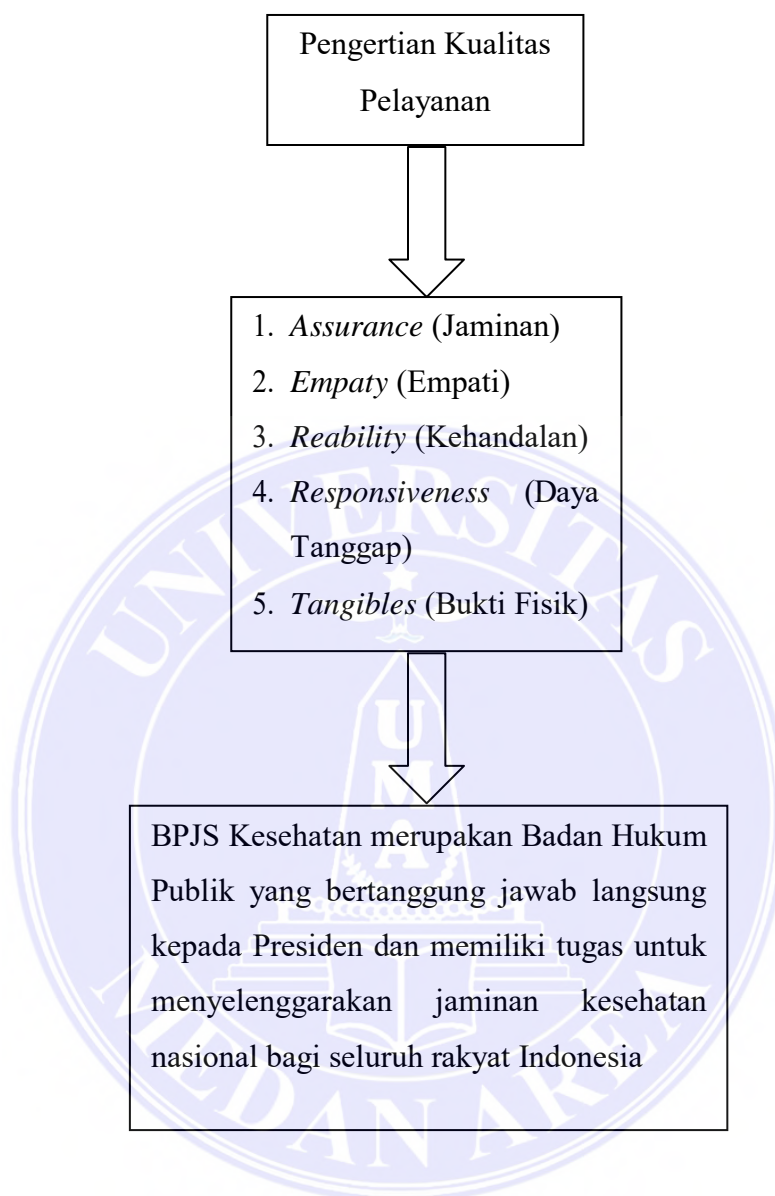 Pengertian Kualitas
Pelayanan
1. Assurance (Jaminan)
2. Empaty (Empati)
3. Reability (Kehandalan)
4. Responsiveness (Daya
Tanggap)
5. Tangibles (Bukti Fisik)
UNIVERSITAS
UMA
BPJS Kesehatan merupakan Badan Hukum
Publik yang bertanggung jawab langsung
kepada Presiden dan memiliki tugas untuk
menyelenggarakan jaminan kesehatan
nasional bagi seluruh rakyat Indonesia
MEDAN AREA